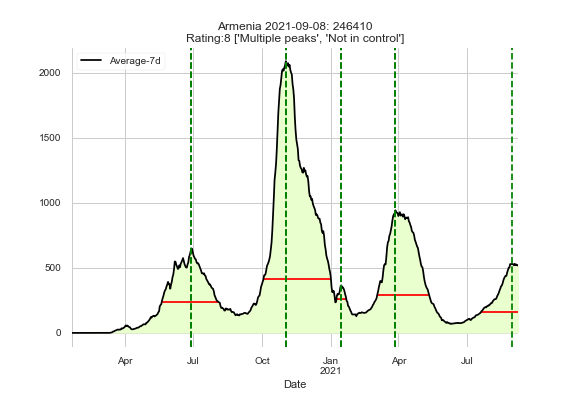 Armenia 2021-09-08: 246410
Rating:8 ['Multiple peaks', 'Not in control']
Average-7d
2000
1500
1000
500
0
Apr Jul Oct Jan Apr Jul
2021
Date